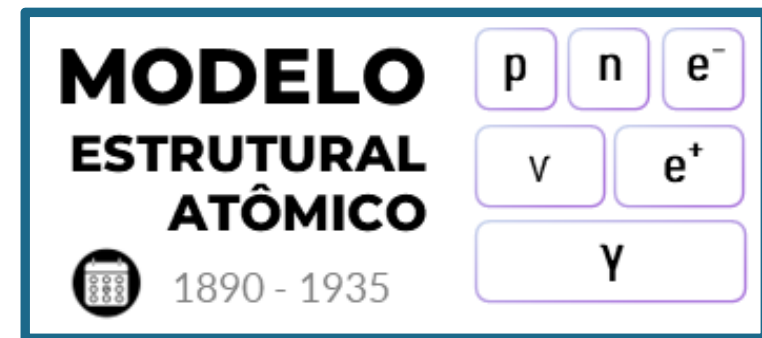 MODELO
ESTRUTURAL
ATÔMICO
1890 - 1935
p n e⁻
ν e⁺
γ